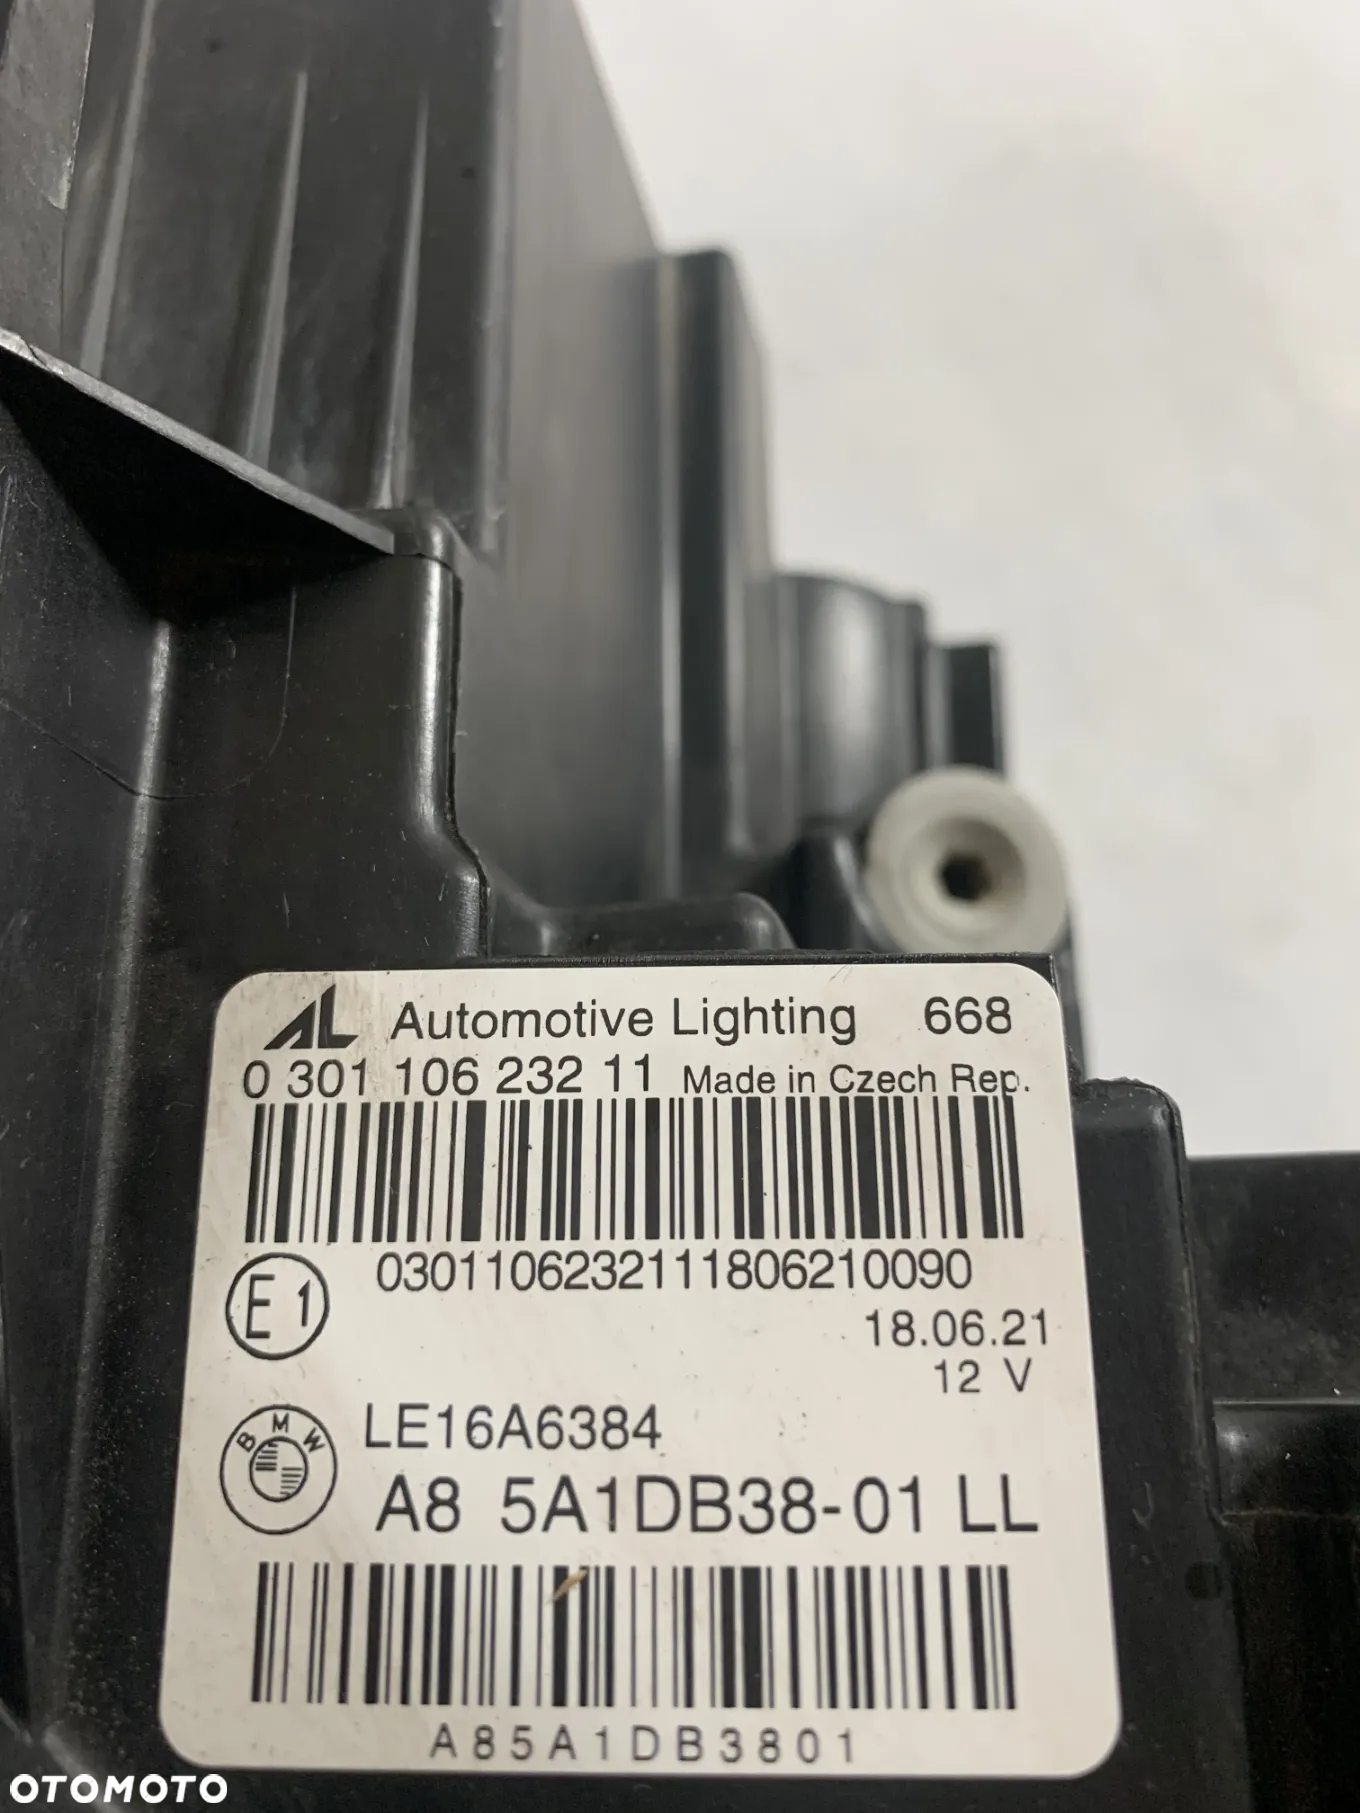 AL Automotive Lighting 668
0 301 106 232 11 Made in Czech Rep.
0301106232111806210090
E1
18.06.21
12 V
BMW
LE16A6384
A8 5A1DB38-01 LL
A85A1DB3801
OTOMOTO